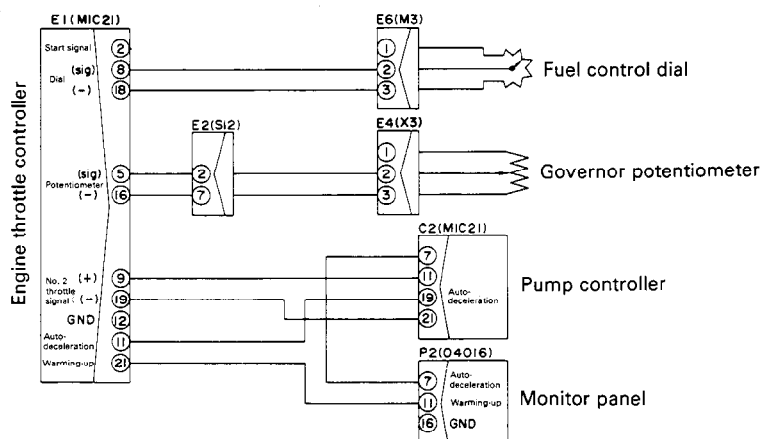 E1(MIC21)
Engine throttle controller
Start signal 2
Dial (sig) 8
(-) 18
Potentiometer (sig) 5
(-) 16
No. 2 throttle signal (+) 9
(-) 19
GND 12
Auto-deceleration 11
Warming-up 21
E2(S12)
2
7
E6(M3)
1
2
3
Fuel control dial
E4(X3)
1
2
3
Governor potentiometer
C2(MIC21)
7
11
19 Auto-deceleration
21
Pump controller
P2(04016)
7 Auto-deceleration
11 Warming-up
16 GND
Monitor panel